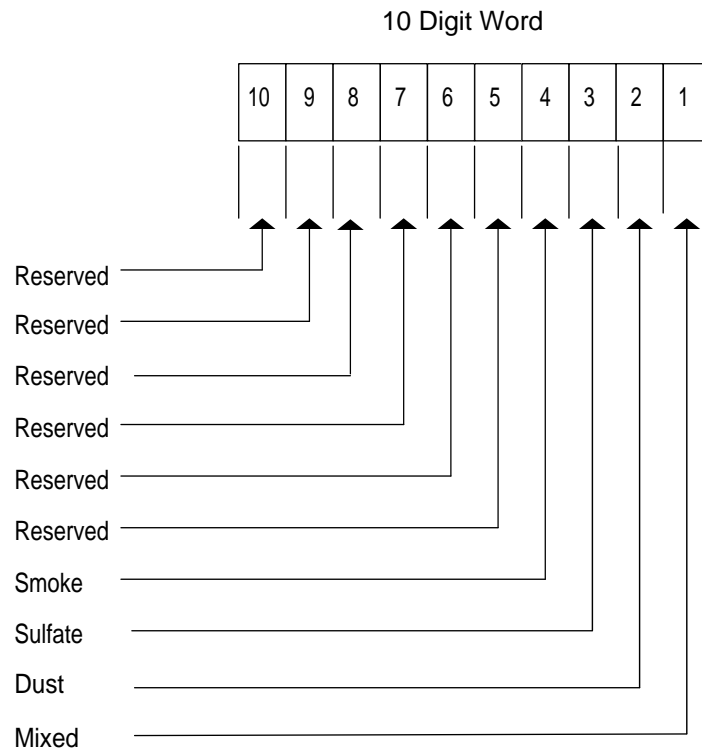 10 Digit Word
10 9 8 7 6 5 4 3 2 1
Reserved
Reserved
Reserved
Reserved
Reserved
Reserved
Smoke
Sulfate
Dust
Mixed